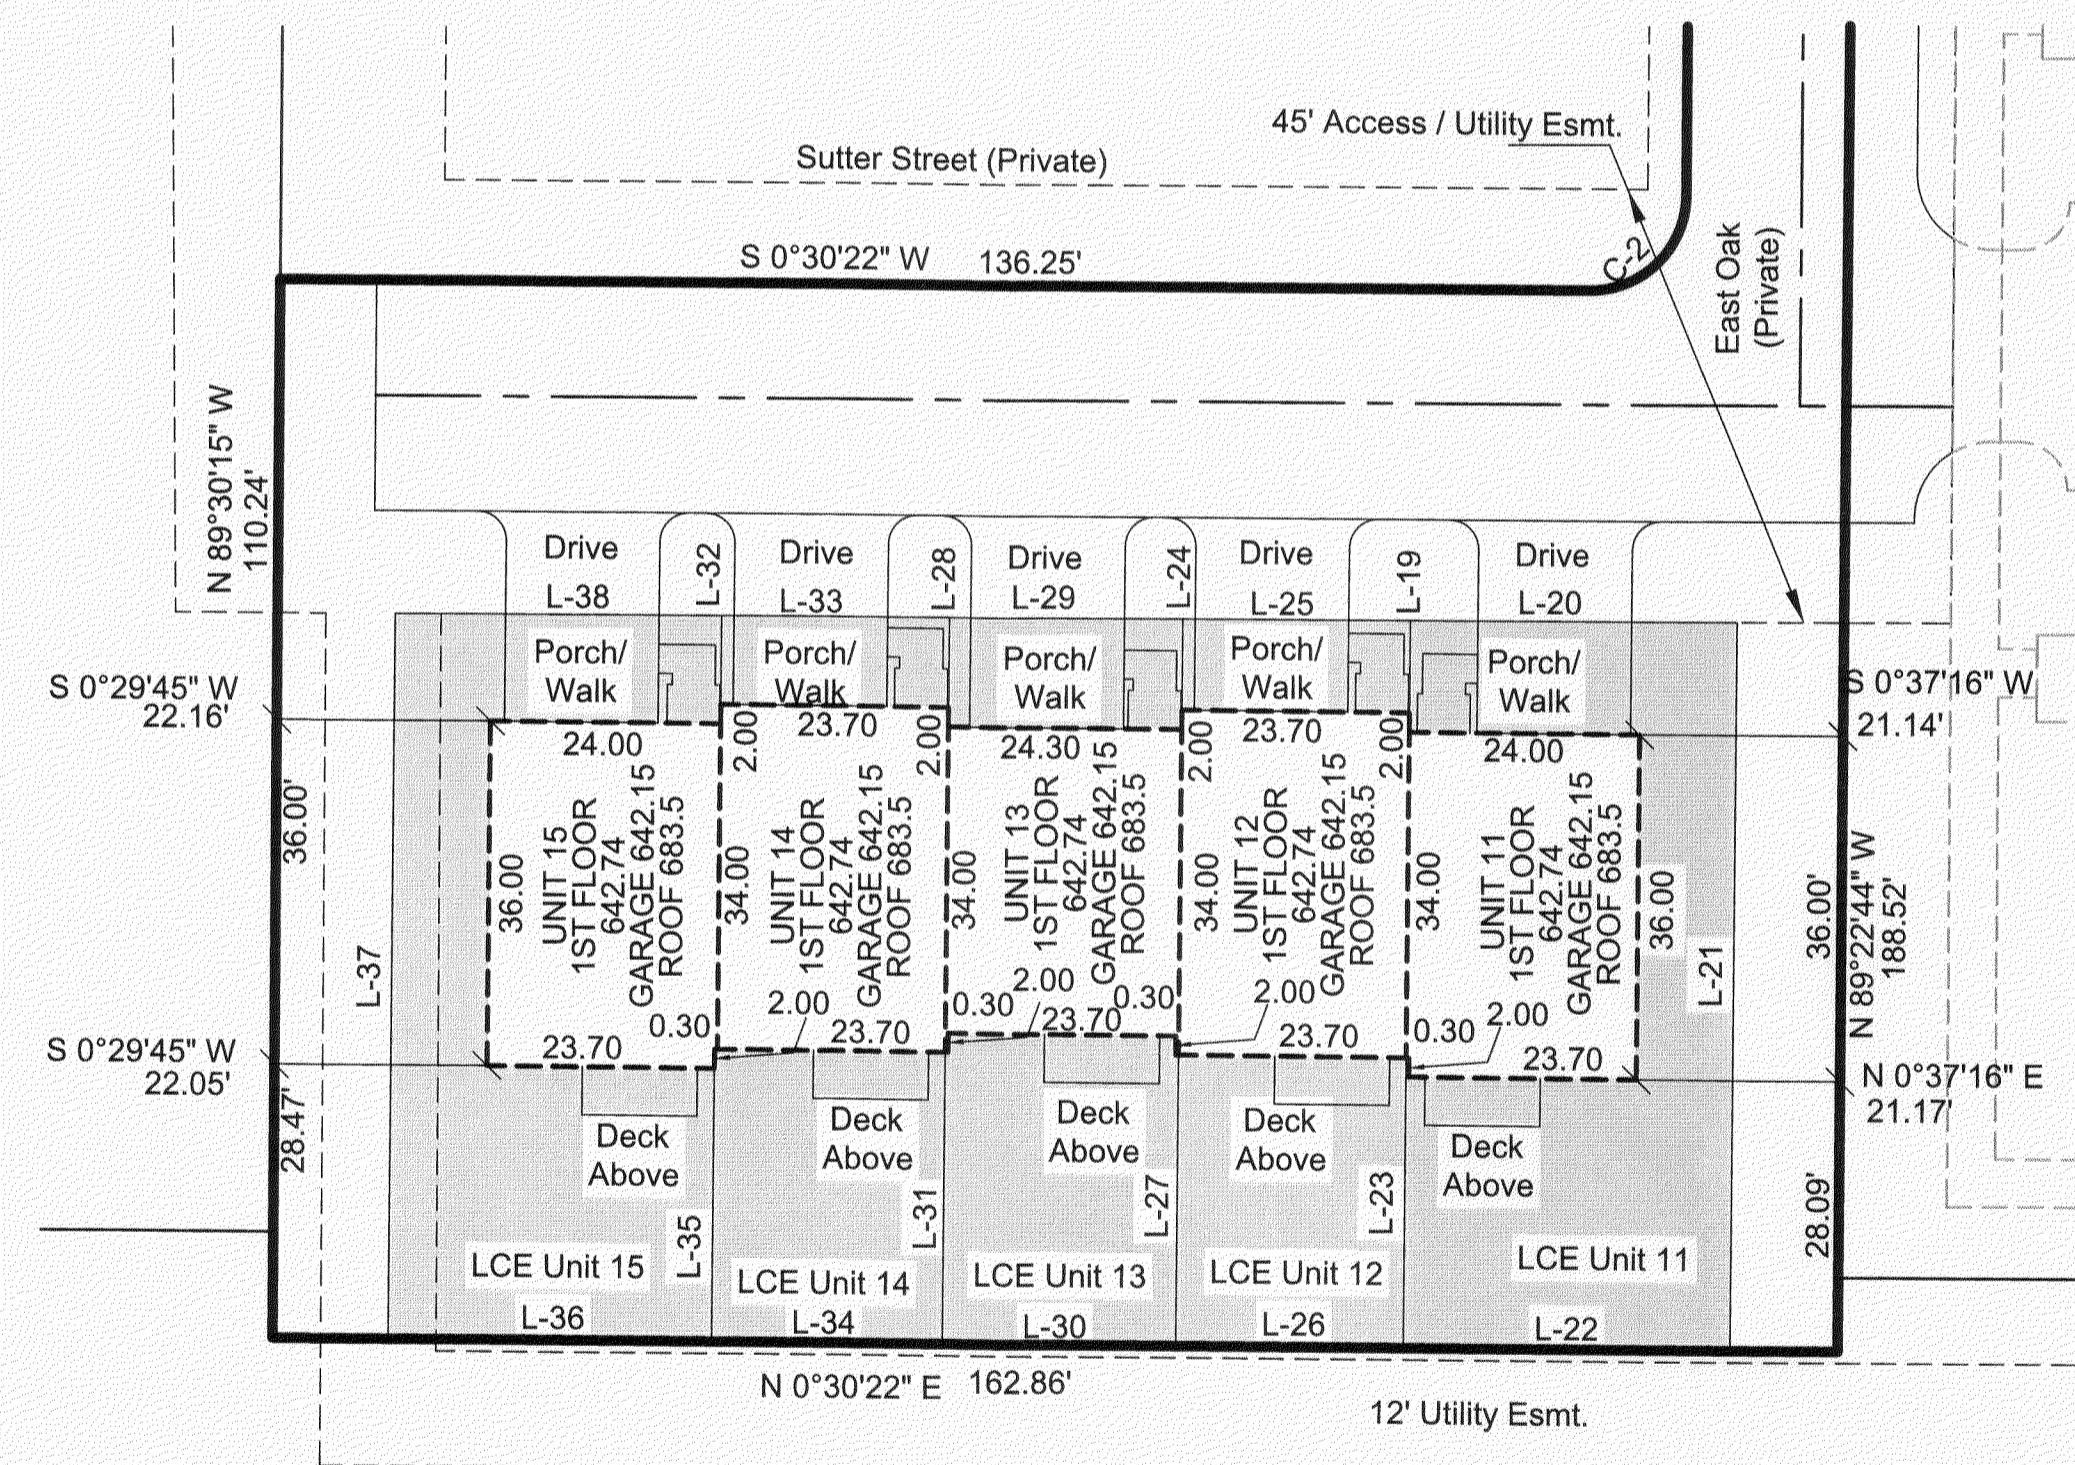 45' Access / Utility Esmt.
Sutter Street (Private)
S 0°30'22" W 136.25'
C-2
East Oak
(Private)
N 89°30'15" W
110.24'
Drive
L-38
L-32
Drive
L-33
L-28
Drive
L-29
L-24
Drive
L-25
L-19
Drive
L-20
Porch/
Walk
Porch/
Walk
Porch/
Walk
Porch/
Walk
Porch/
Walk
S 0°29'45" W
22.16'
S 0°37'16" W
21.14'
24.00
2.00
23.70
2.00
24.30
2.00
23.70
2.00
24.00
36.00'
L-37
36.00
UNIT 15
1ST FLOOR
642.74
GARAGE 642.15
ROOF 683.5
34.00
UNIT 14
1ST FLOOR
642.74
GARAGE 642.15
ROOF 683.5
34.00
UNIT 13
1ST FLOOR
642.74
GARAGE 642.15
ROOF 683.5
34.00
UNIT 12
1ST FLOOR
642.74
GARAGE 642.15
ROOF 683.5
34.00
UNIT 11
1ST FLOOR
642.74
GARAGE 642.15
ROOF 683.5
36.00
L-21
36.00'
N 89°22'44" W
188.52'
23.70
0.30
2.00
23.70
0.30
2.00
23.70
0.30
2.00
23.70
0.30
2.00
23.70
S 0°29'45" W
22.05'
N 0°37'16" E
21.17'
28.47'
Deck
Above
Deck
Above
Deck
Above
Deck
Above
Deck
Above
28.09'
L-35
L-31
L-27
L-23
LCE Unit 15
L-36
LCE Unit 14
L-34
LCE Unit 13
L-30
LCE Unit 12
L-26
LCE Unit 11
L-22
N 0°30'22" E 162.86'
12' Utility Esmt.